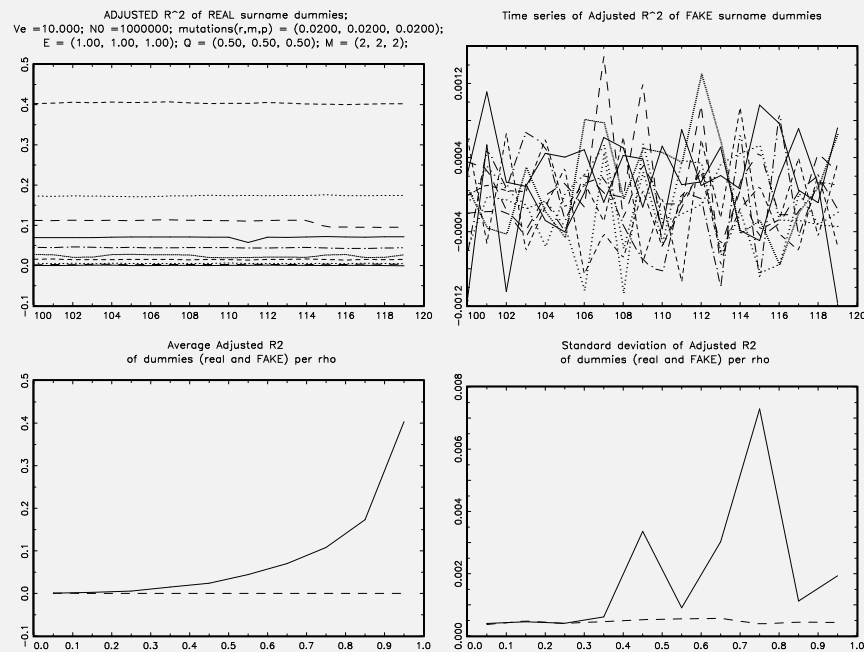 ADJUSTED R^2 of REAL surname dummies;
Ve =10.000; N0 =1000000; mutations(r,m,p) = (0.0200, 0.0200, 0.0200);
E = (1.00, 1.00, 1.00); Q = (0.50, 0.50, 0.50); M = (2, 2, 2);
0.5
0.4
0.3
0.2
0.1
0.0
-0.1
100 102 104 106 108 110 112 114 116 118 120
Time series of Adjusted R^2 of FAKE surname dummies
0.0012
0.0004
-0.0004
-0.0012
100 102 104 106 108 110 112 114 116 118 120
Average Adjusted R2
of dummies (real and FAKE) per rho
0.5
0.4
0.3
0.2
0.1
0.0
-0.1
0.0 0.1 0.2 0.3 0.4 0.5 0.6 0.7 0.8 0.9 1.0
Standard deviation of Adjusted R2
of dummies (real and FAKE) per rho
0.008
0.006
0.004
0.002
0.000
0.0 0.1 0.2 0.3 0.4 0.5 0.6 0.7 0.8 0.9 1.0